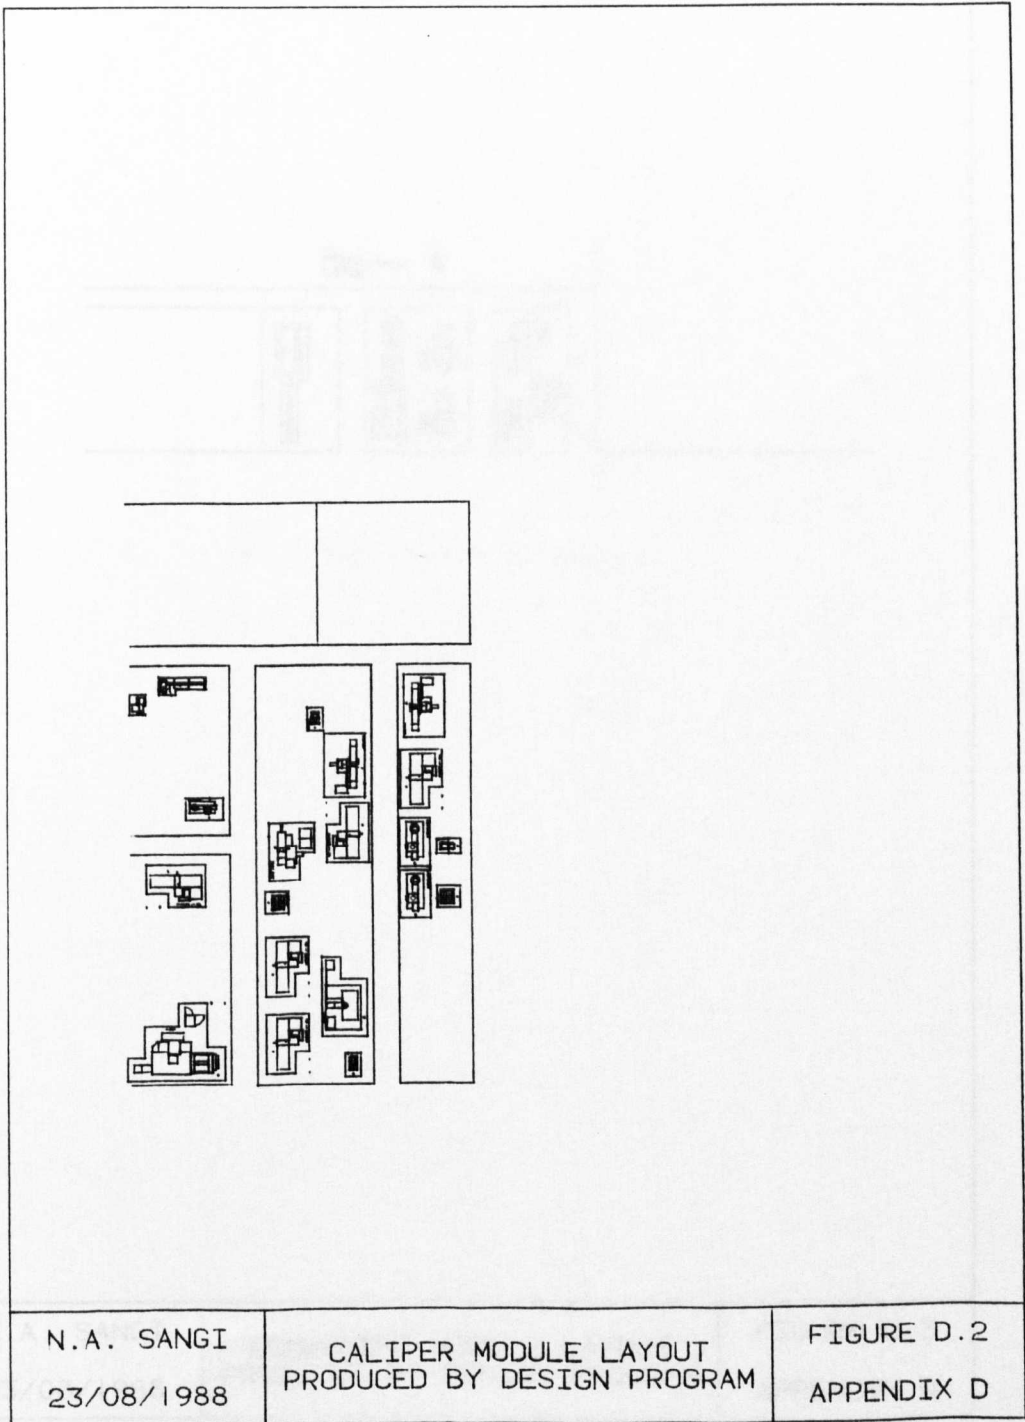 N.A. SANGI
23/08/1988
CALIPER MODULE LAYOUT
PRODUCED BY DESIGN PROGRAM
FIGURE D.2
APPENDIX D